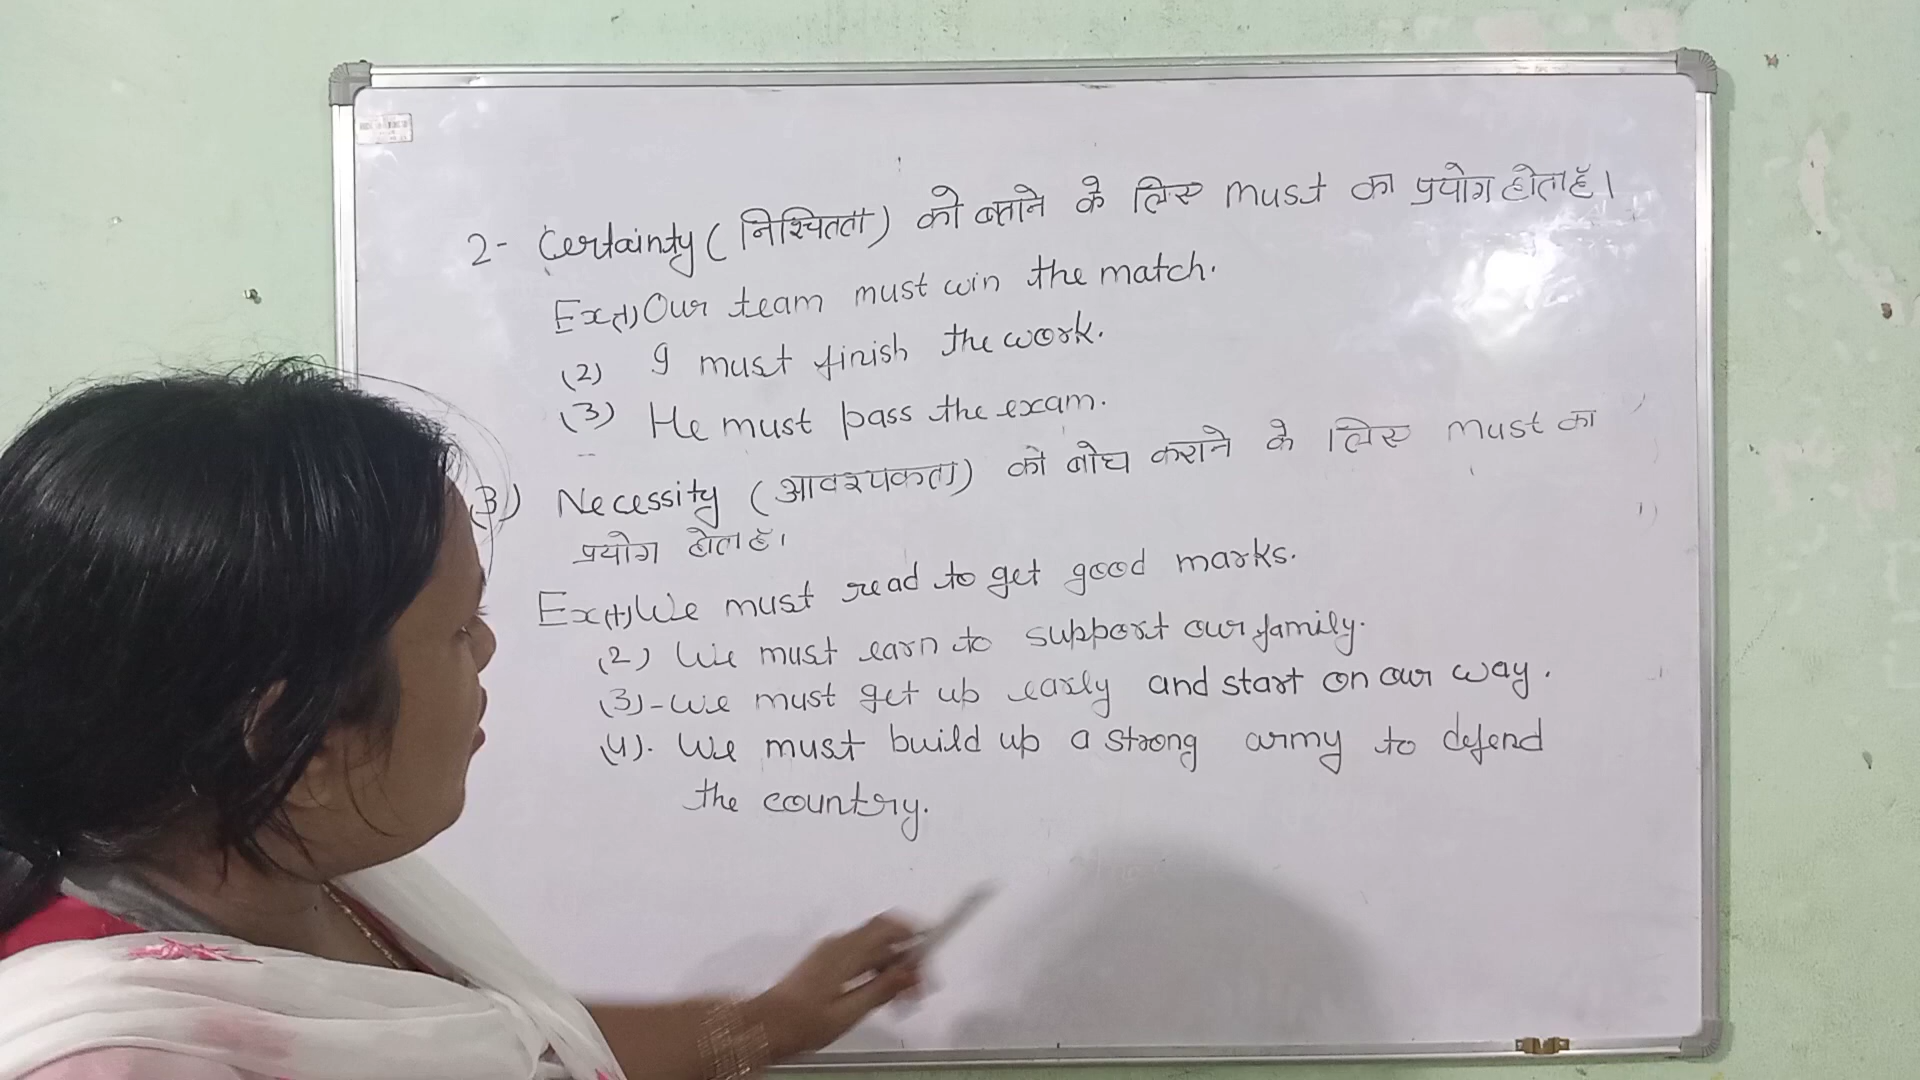 2- Certainty (निश्चितता) को बताने के लिए must का प्रयोग होता है।
Ex(1) Our team must win the match.
(2) I must finish the work.
(3) He must pass the exam.
(3) Necessity (आवश्यकता) को बोध कराने के लिए must का
प्रयोग होता है।
Ex(1) We must read to get good marks.
(2) We must earn to support our family.
(3)- We must get up early and start on our way.
(4). We must build up a strong army to defend
the country.